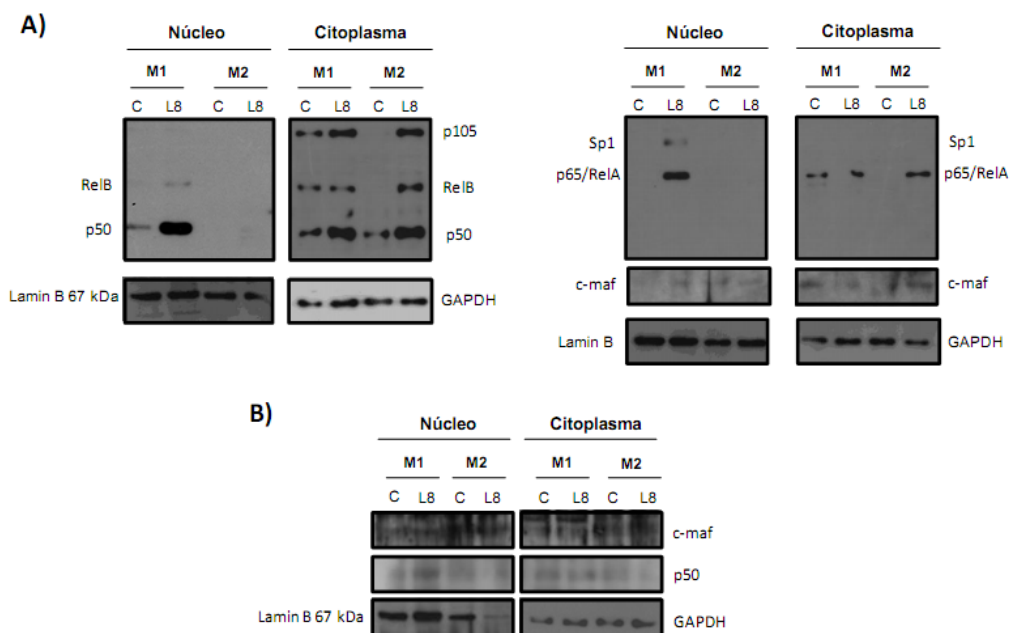 A)
Núcleo Citoplasma
M1 M2 M1 M2
C L8 C L8 C L8 C L8
p105
RelB RelB
p50 p50
Lamin B 67 kDa GAPDH
Núcleo Citoplasma
M1 M2 M1 M2
C L8 C L8 C L8 C L8
Sp1 Sp1
p65/RelA p65/RelA
c-maf c-maf
Lamin B GAPDH
B)
Núcleo Citoplasma
M1 M2 M1 M2
C L8 C L8 C L8 C L8
c-maf
p50
Lamin B 67 kDa GAPDH